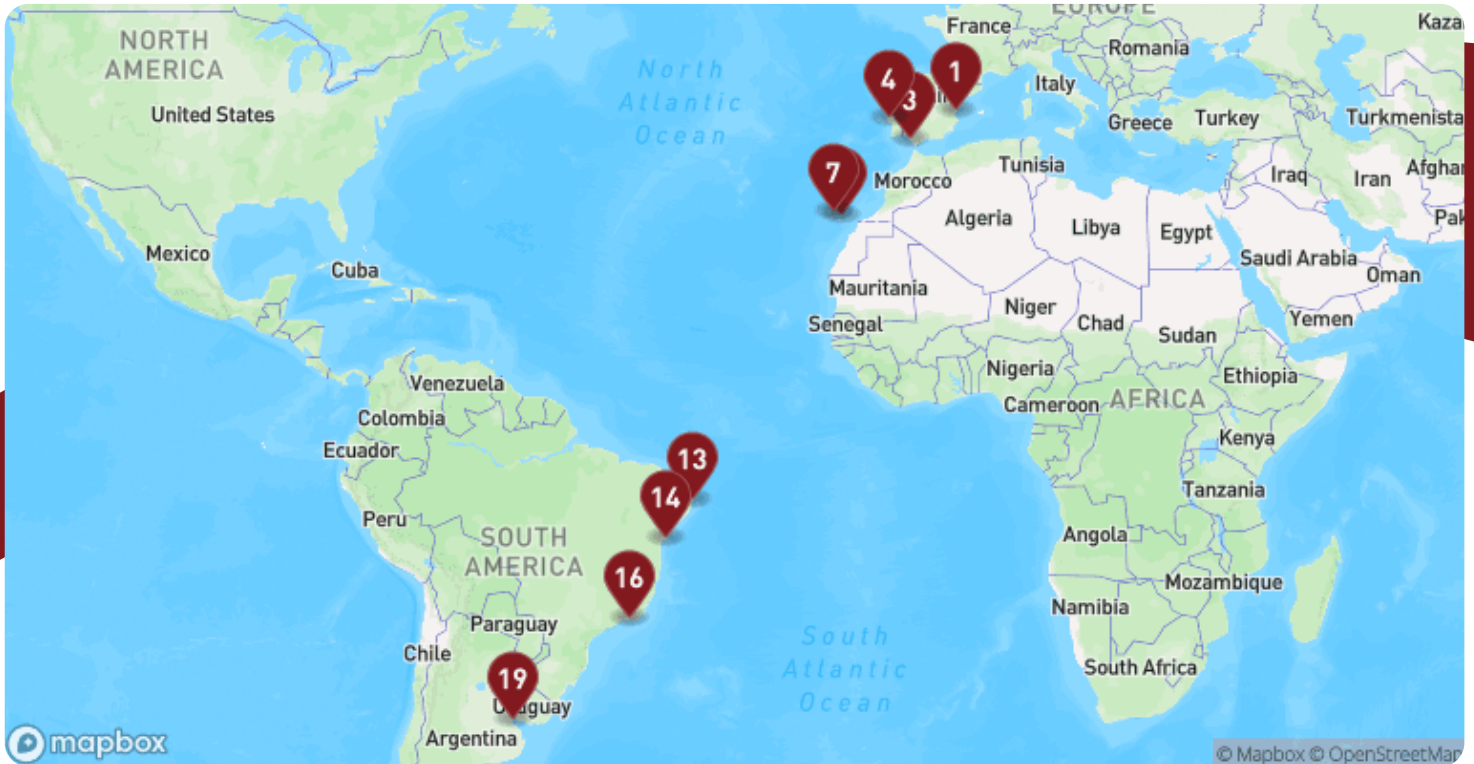 EUROPE
France
Kaza
NORTH
AMERICA
Romania
North
Atlantic
Ocean
1
4
3
Italy
United States
Greece
Turkey
Turkmenista
Tunisia
Iraq
Iran
Afghan
7
Morocco
Algeria
Libya
Egypt
Pak
Mexico
Cuba
Saudi Arabia
Oman
Mauritania
Niger
Chad
Yemen
Senegal
Sudan
Nigeria
Ethiopia
Venezuela
Cameroon
AFRICA
Colombia
Ecuador
Kenya
13
14
Tanzania
Peru
SOUTH
AMERICA
Angola
16
Mozambique
Namibia
Paraguay
South
Atlantic
Ocean
Chile
South Africa
19
Uruguay
Argentina
mapbox
© Mapbox © OpenStreetMap